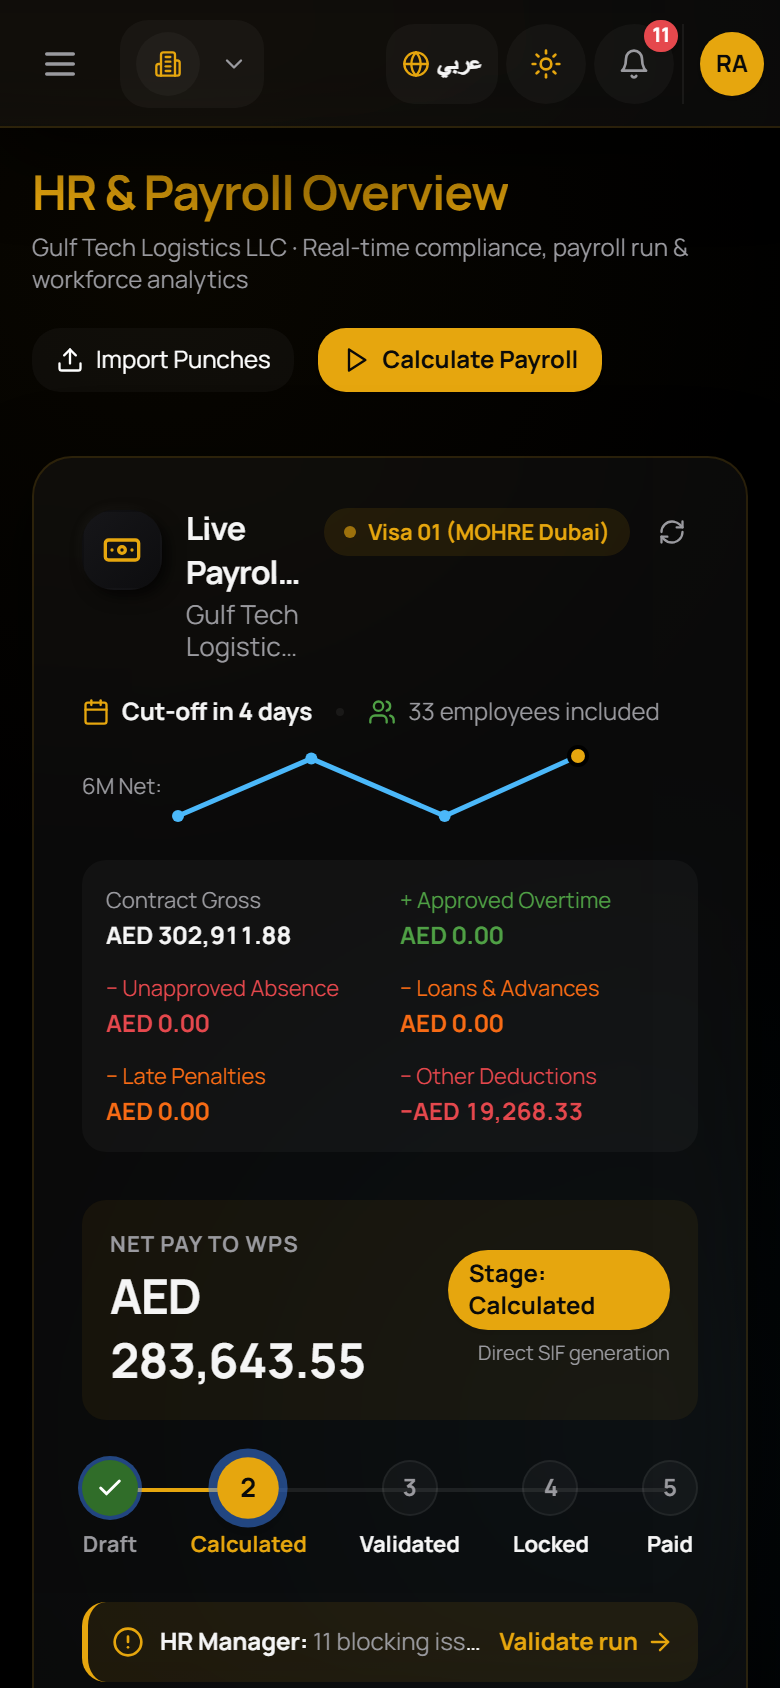 عربي
11
RA
HR & Payroll Overview
Gulf Tech Logistics LLC · Real-time compliance, payroll run &
workforce analytics
Import Punches
Calculate Payroll
Live
Payrol...
Visa 01 (MOHRE Dubai)
Gulf Tech
Logistic...
Cut-off in 4 days
33 employees included
6M Net:
Contract Gross
+ Approved Overtime
AED 302,911.88
AED 0.00
− Unapproved Absence
− Loans & Advances
AED 0.00
AED 0.00
− Late Penalties
− Other Deductions
AED 0.00
−AED 19,268.33
NET PAY TO WPS
AED
283,643.55
Stage:
Calculated
Direct SIF generation
2
3
4
5
Draft
Calculated
Validated
Locked
Paid
HR Manager: 11 blocking iss...
Validate run →